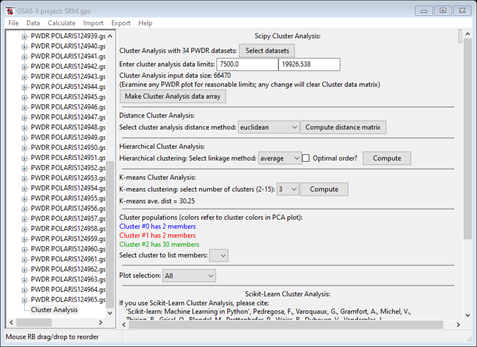 GSAS-II project: SRM.gpx
File Data Calculate Import Export Help
PWDR POLARIS124939.gs
PWDR POLARIS124940.gs
PWDR POLARIS124941.gs
PWDR POLARIS124942.gs
PWDR POLARIS124943.gs
PWDR POLARIS124944.gs
PWDR POLARIS124945.gs
PWDR POLARIS124946.gs
PWDR POLARIS124947.gs
PWDR POLARIS124948.gs
PWDR POLARIS124949.gs
PWDR POLARIS124950.gs
PWDR POLARIS124951.gs
PWDR POLARIS124952.gs
PWDR POLARIS124953.gs
PWDR POLARIS124954.gs
PWDR POLARIS124955.gs
PWDR POLARIS124956.gs
PWDR POLARIS124957.gs
PWDR POLARIS124958.gs
PWDR POLARIS124959.gs
PWDR POLARIS124960.gs
PWDR POLARIS124961.gs
PWDR POLARIS124962.gs
PWDR POLARIS124963.gs
PWDR POLARIS124964.gs
PWDR POLARIS124965.gs
Cluster Analysis
Scipy Cluster Analysis:
Cluster Analysis with 34 PWDR datasets: Select datasets
Enter cluster analysis data limits: 7500.0 19926.538
Cluster Analysis input data size: 66470
(Examine any PWDR plot for reasonable limits; any change will clear Cluster data matrix)
Make Cluster Analysis data array
Distance Cluster Analysis:
Select cluster analysis distance method: euclidean Compute distance matrix
Hierarchical Cluster Analysis:
Hierarchical clustering: Select linkage method: average Optimal order? Compute
K-means Cluster Analysis:
K-means clustering: select number of clusters (2-15): 3 Compute
K-means ave. dist = 30.25
Cluster populations (colors refer to cluster colors in PCA plot):
Cluster #0 has 2 members
Cluster #1 has 2 members
Cluster #2 has 30 members
Select cluster to list members:
Plot selection: All
Scikit-Learn Cluster Analysis:
If you use Scikit-Learn Cluster Analysis, please cite:
'Scikit-learn: Machine Learning in Python', Pedregosa, F., Varoquaux, G., Gramfort, A., Michel, V.,
Mouse RB drag/drop to reorder